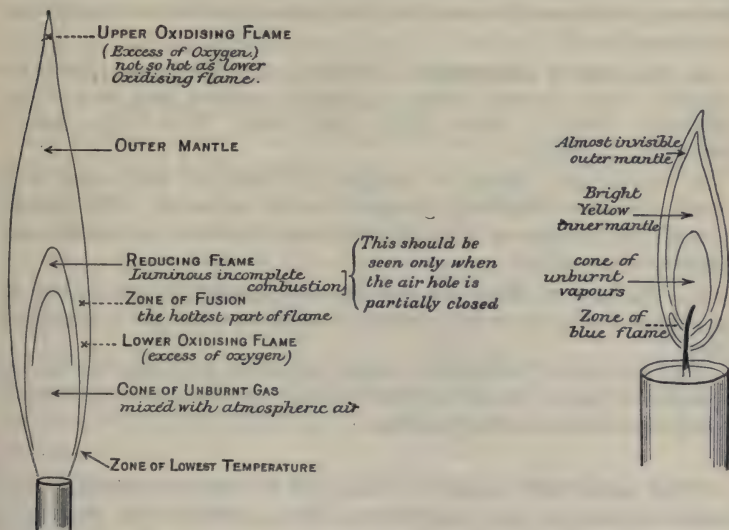 UPPER OXIDISING FLAME
(Excess of Oxygen.)
not so hot as lower
Oxidising flame.
OUTER MANTLE
REDUCING FLAME
Luminous incomplete
combustion
This should be
seen only when
the air hole is
partially closed
ZONE OF FUSION
the hottest part of flame
LOWER OXIDISING FLAME
(excess of oxygen)
CONE OF UNBURNT GAS
mixed with atmospheric air
ZONE OF LOWEST TEMPERATURE
Almost invisible
outer mantle
Bright
Yellow
inner mantle
cone of
unburnt
vapours
Zone of
blue flame